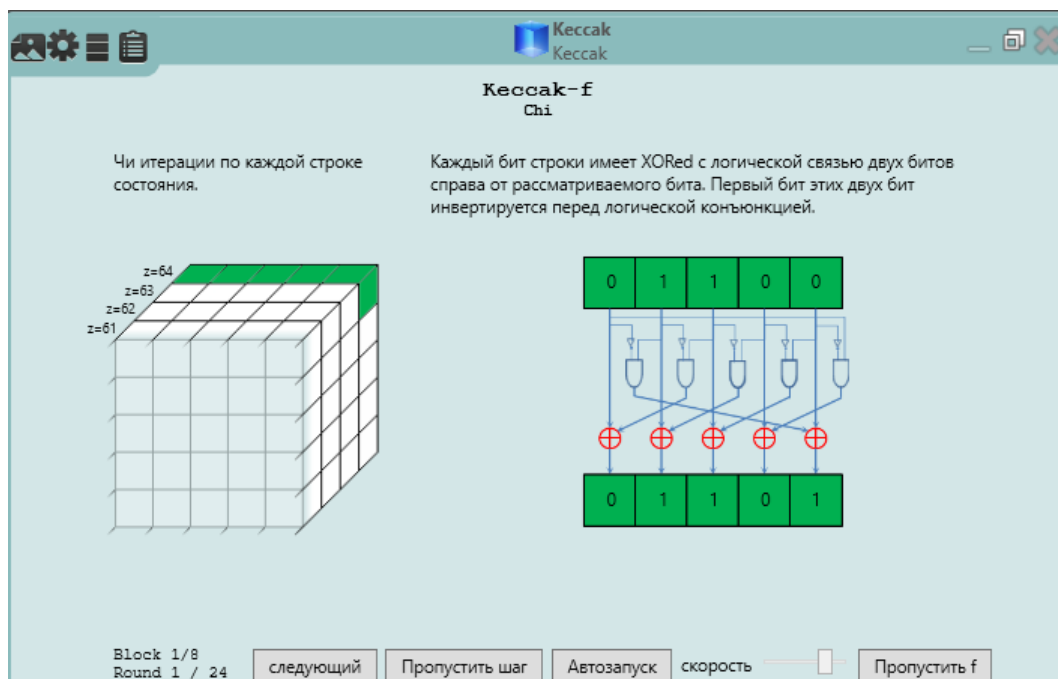 Keccak
Keccak
Keccak-f
Chi
Чи итерации по каждой строке
состояния.
Каждый бит строки имеет XORed с логической связью двух битов
справа от рассматриваемого бита. Первый бит этих двух бит
инвертируется перед логической конъюнкцией.
z=64
z=63
z=62
z=61
0 1 1 0 0
0 1 1 0 1
Block 1/8
Round 1 / 24
следующий Пропустить шаг Автозапуск скорость Пропустить f